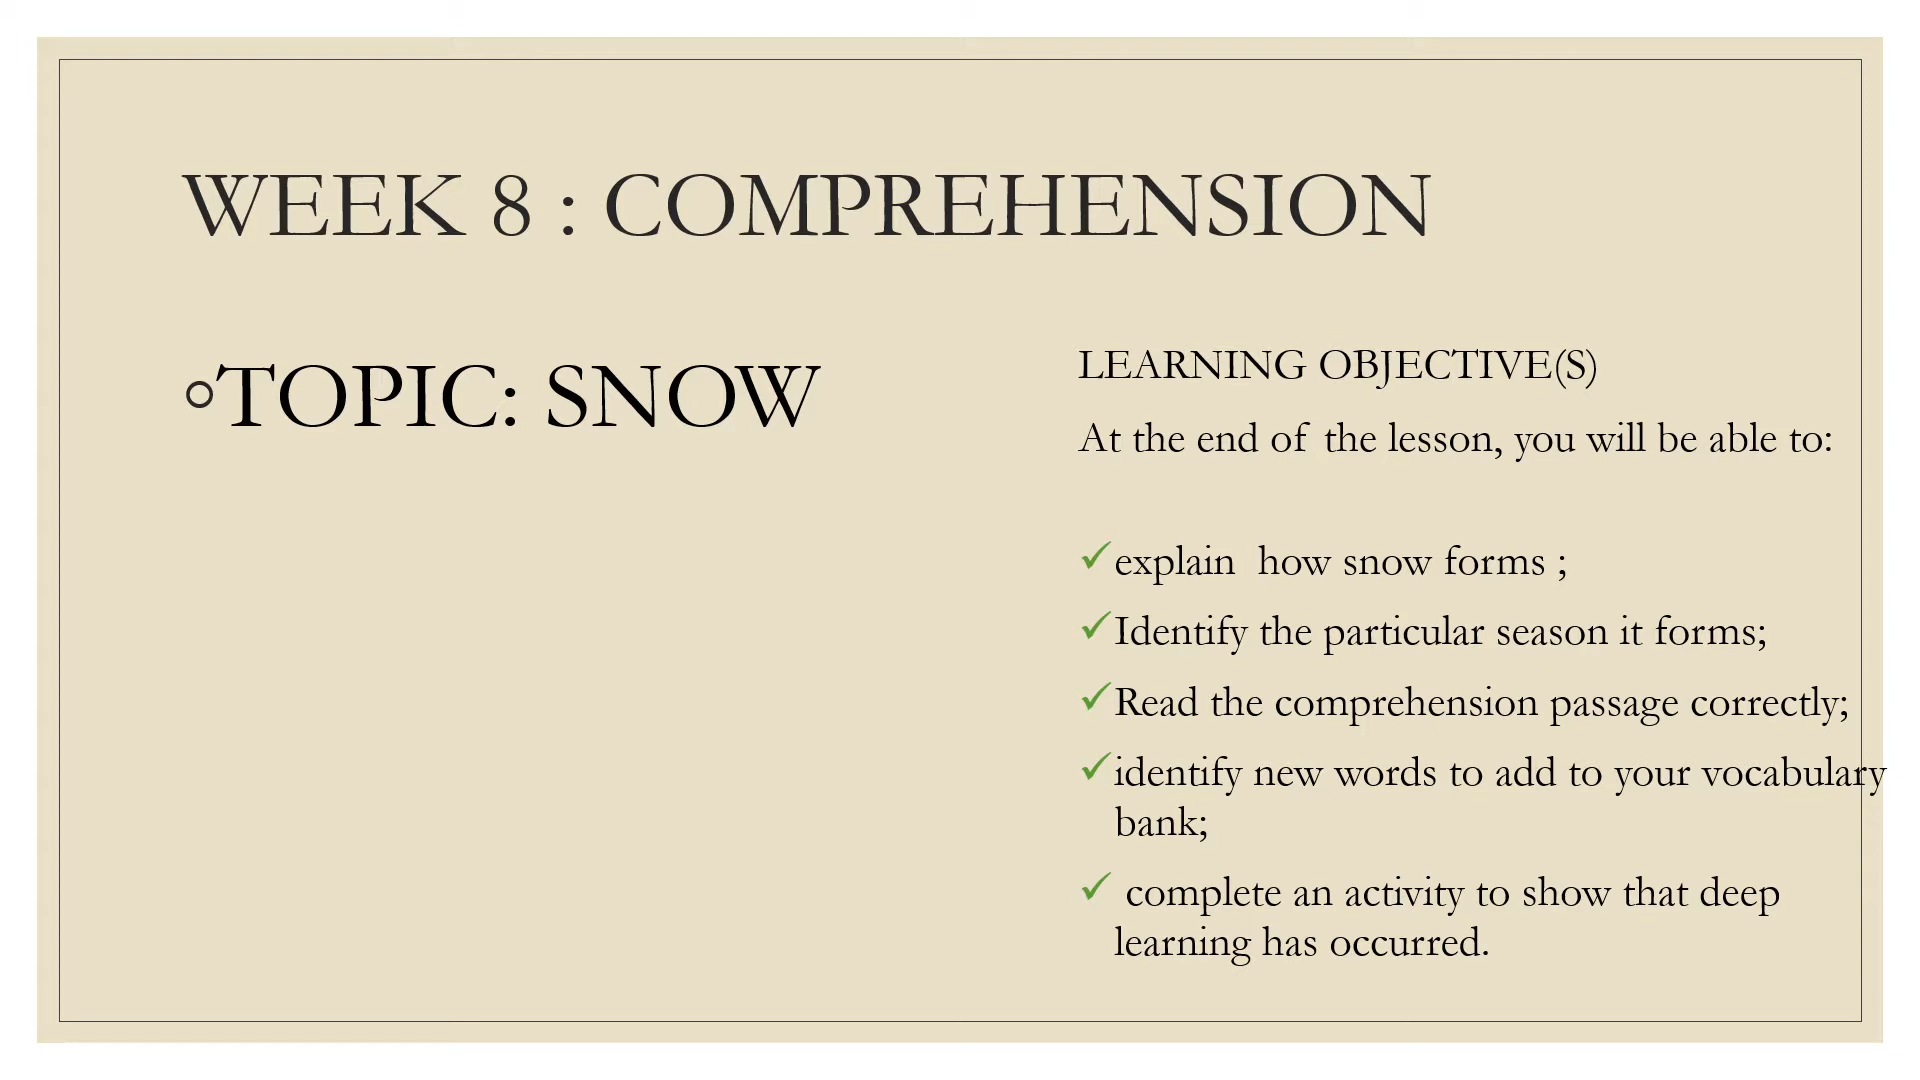 WEEK 8 : COMPREHENSION
◦TOPIC: SNOW
LEARNING OBJECTIVE(S)
At the end of the lesson, you will be able to:
✓explain how snow forms ;
✓Identify the particular season it forms;
✓Read the comprehension passage correctly;
✓identify new words to add to your vocabulary
bank;
✓ complete an activity to show that deep
learning has occurred.